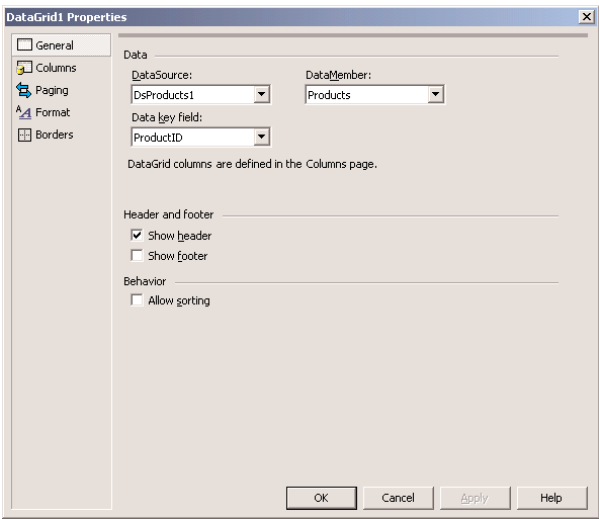 DataGrid1 Properties
General
Columns
Paging
Format
Borders
Data
DataSource: DataMember:
DsProducts1 Products
Data key field:
ProductID
DataGrid columns are defined in the Columns page.
Header and footer
Show header
Show footer
Behavior
Allow sorting
OK Cancel Apply Help